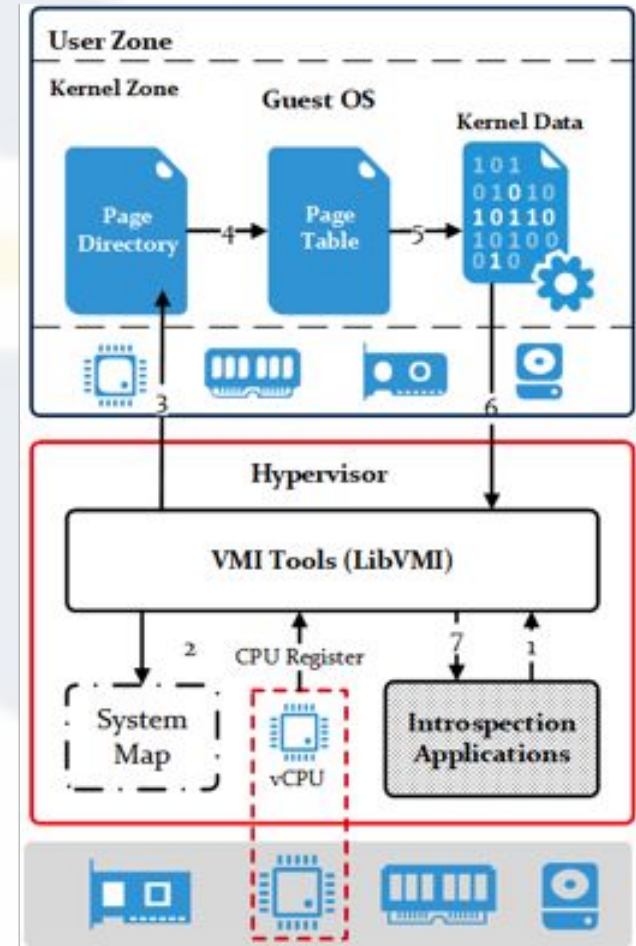 User Zone
Kernel Zone
Guest OS
Kernel Data
Page
Directory
4
Page
Table
5
101
01010
10110
10100
010
3
6
Hypervisor
VMI Tools (LibVMI)
2
CPU Register
7
1
System
Map
vCPU
Introspection
Applications